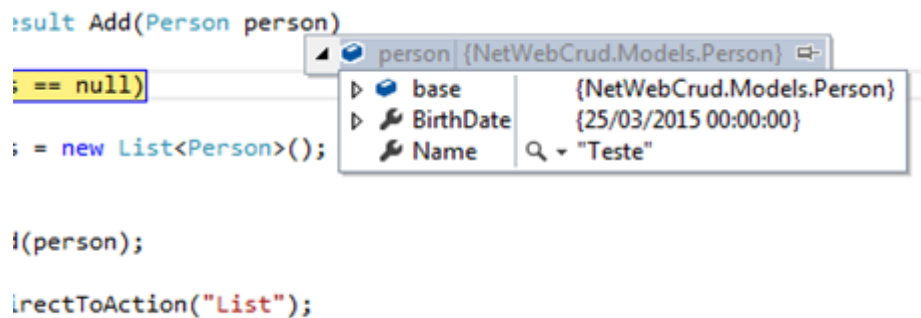 esult Add(Person person)
person {NetWebCrud.Models.Person}
s == null)
base {NetWebCrud.Models.Person}
BirthDate {25/03/2015 00:00:00}
s = new List<Person>();
Name "Teste"
d(person);
irectToAction("List");